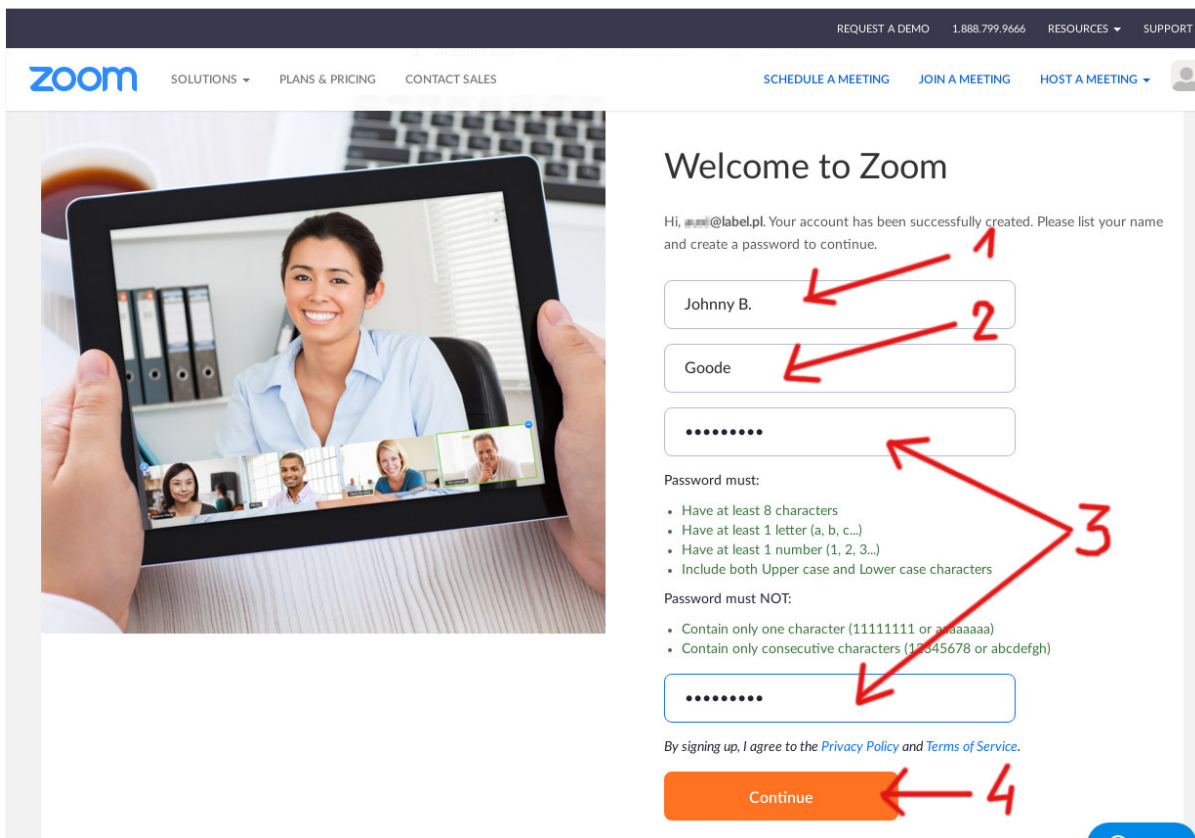 REQUEST A DEMO 1.888.799.9666 RESOURCES SUPPORT
zoom SOLUTIONS PLANS & PRICING CONTACT SALES SCHEDULE A MEETING JOIN A MEETING HOST A MEETING
Welcome to Zoom
Hi, @label.pl. Your account has been successfully created. Please list your name
and create a password to continue.
1
Johnny B.
2
Goode
•••••••••
Password must:
• Have at least 8 characters
• Have at least 1 letter (a, b, c...)
• Have at least 1 number (1, 2, 3...)
3
• Include both Upper case and Lower case characters
Password must NOT:
• Contain only one character (11111111 or aaaaaaaa)
• Contain only consecutive characters (12345678 or abcdefgh)
•••••••••
By signing up, I agree to the Privacy Policy and Terms of Service.
Continue
4